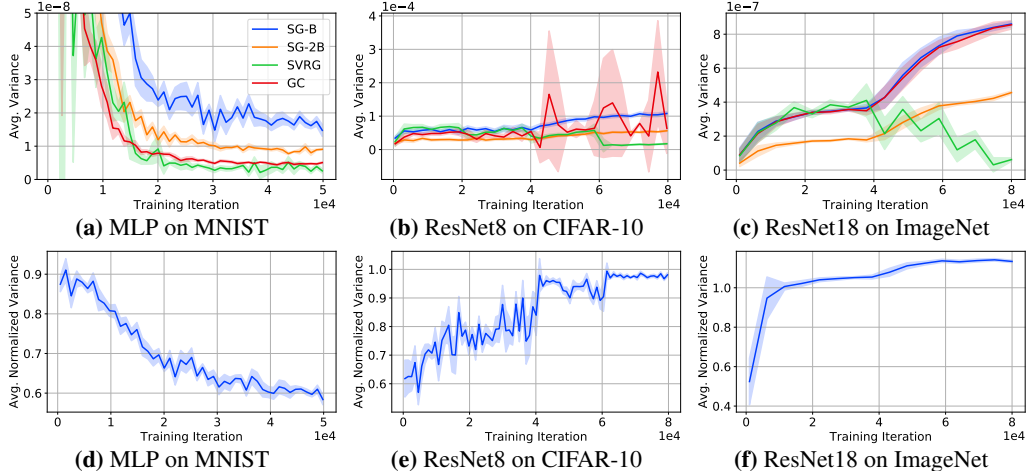 1e−8
5
4
3
2
1
0
Avg. Variance
SG-B
SG-2B
SVRG
GC
0 1 2 3 4 5
1e4
Training Iteration
(a) MLP on MNIST
1e−4
4
3
2
1
0
Avg. Variance
0 2 4 6 8
1e4
Training Iteration
(b) ResNet8 on CIFAR-10
1e−7
8
6
4
2
0
Avg. Variance
0 2 4 6 8
1e4
Training Iteration
(c) ResNet18 on ImageNet
0.9
0.8
0.7
0.6
Avg. Normalized Variance
0 1 2 3 4 5
1e4
Training Iteration
(d) MLP on MNIST
1.0
0.9
0.8
0.7
0.6
Avg. Normalized Variance
0 2 4 6 8
1e4
Training Iteration
(e) ResNet8 on CIFAR-10
1.0
0.8
0.6
0.4
Avg. Normalized Variance
0 2 4 6 8
1e4
Training Iteration
(f) ResNet18 on ImageNet